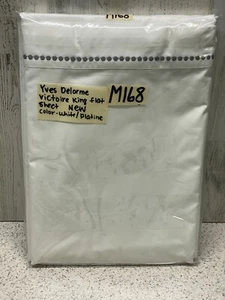 M168
Yves Delorme
Victoire King flat
Sheet NEW
Color-White/Platine
M168